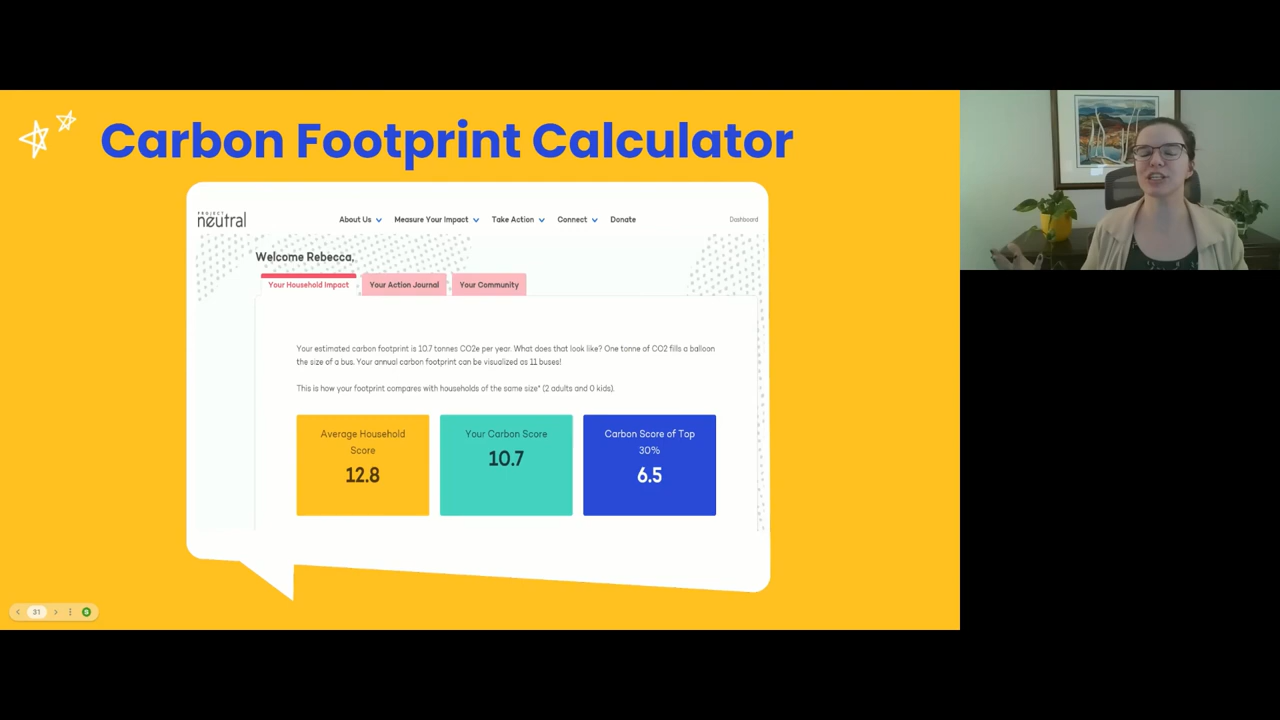 Carbon Footprint Calculator
PROJECT
neutral
About Us
Measure Your Impact
Take Action
Connect
Donate
Dashboard
Welcome Rebecca,
Your Household Impact
Your Action Journal
Your Community
Your estimated carbon footprint is 10.7 tonnes CO2e per year. What does that look like? One tonne of CO2 fills a balloon
the size of a bus. Your annual carbon footprint can be visualized as 11 buses!
This is how your footprint compares with households of the same size* (2 adults and 0 kids).
Average Household
Score
12.8
Your Carbon Score
10.7
Carbon Score of Top
30%
6.5
31